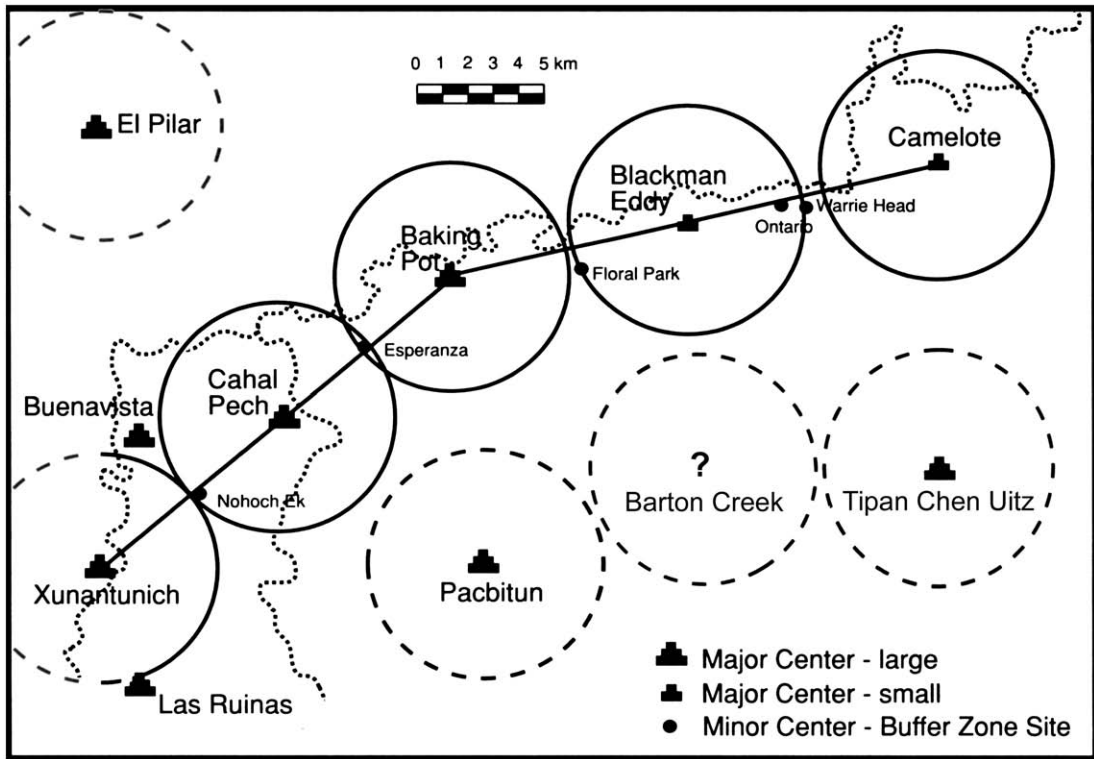 0 1 2 3 4 5 km
El Pilar
Camelote
Blackman
Eddy
Warrie Head
Ontario
Baking
Pot
Floral Park
Esperanza
Cahal
Pech
Buenavista
?
Barton Creek
Tipan Chen Uitz
Nohoch Ek
Xunantunich
Pacbitun
Las Ruinas
Major Center - large
Major Center - small
Minor Center - Buffer Zone Site